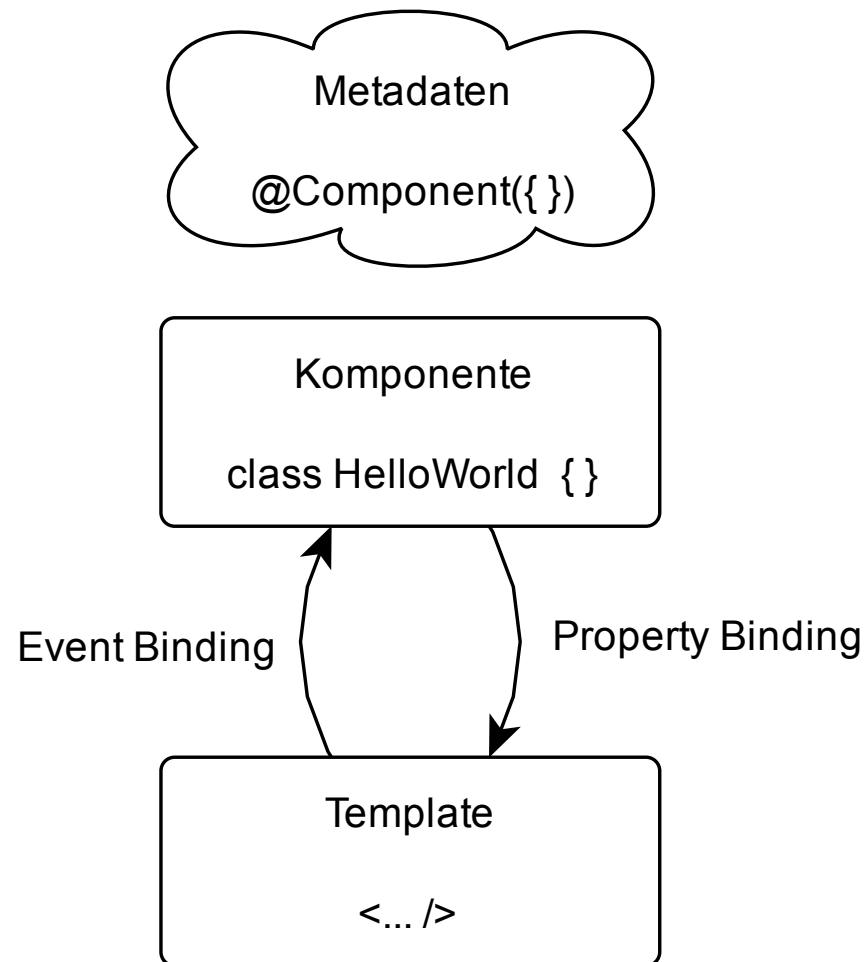 Metadaten
@Component({ })
Komponente
class HelloWorld { }
Event Binding
Property Binding
Template
<... />